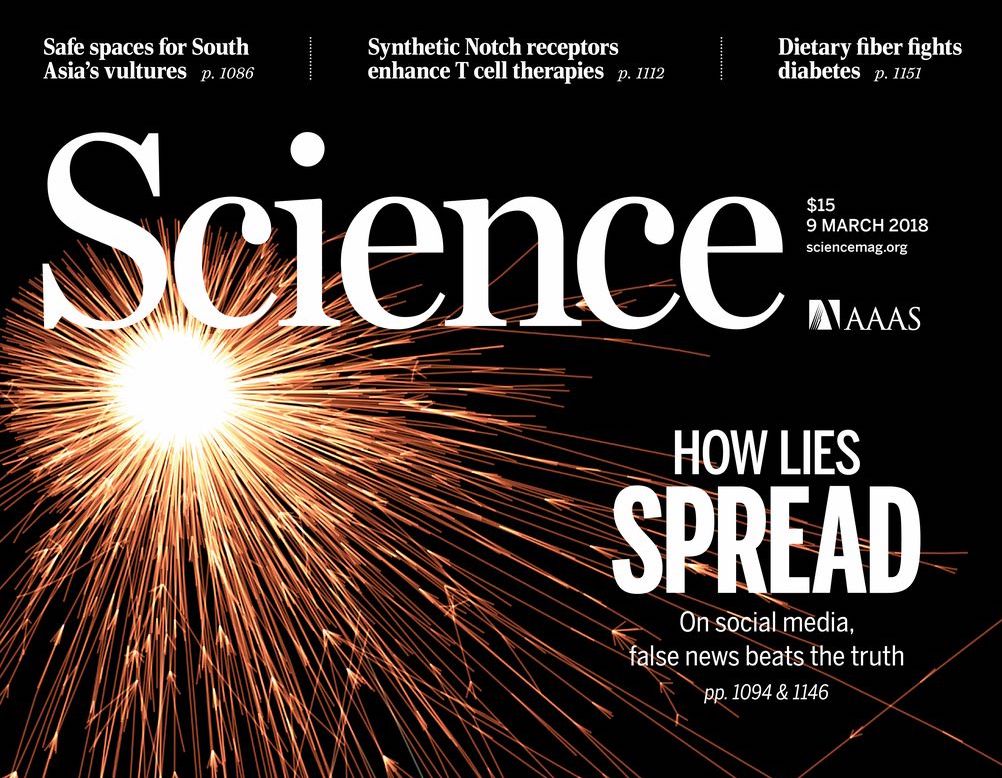 Safe spaces for South
Asia's vultures p. 1086
Synthetic Notch receptors
enhance T cell therapies p. 1112
Dietary fiber fights
diabetes p. 1151
Science
$15
9 MARCH 2018
sciencemag.org
AAAS
HOW LIES
SPREAD
On social media,
false news beats the truth
pp. 1094 & 1146